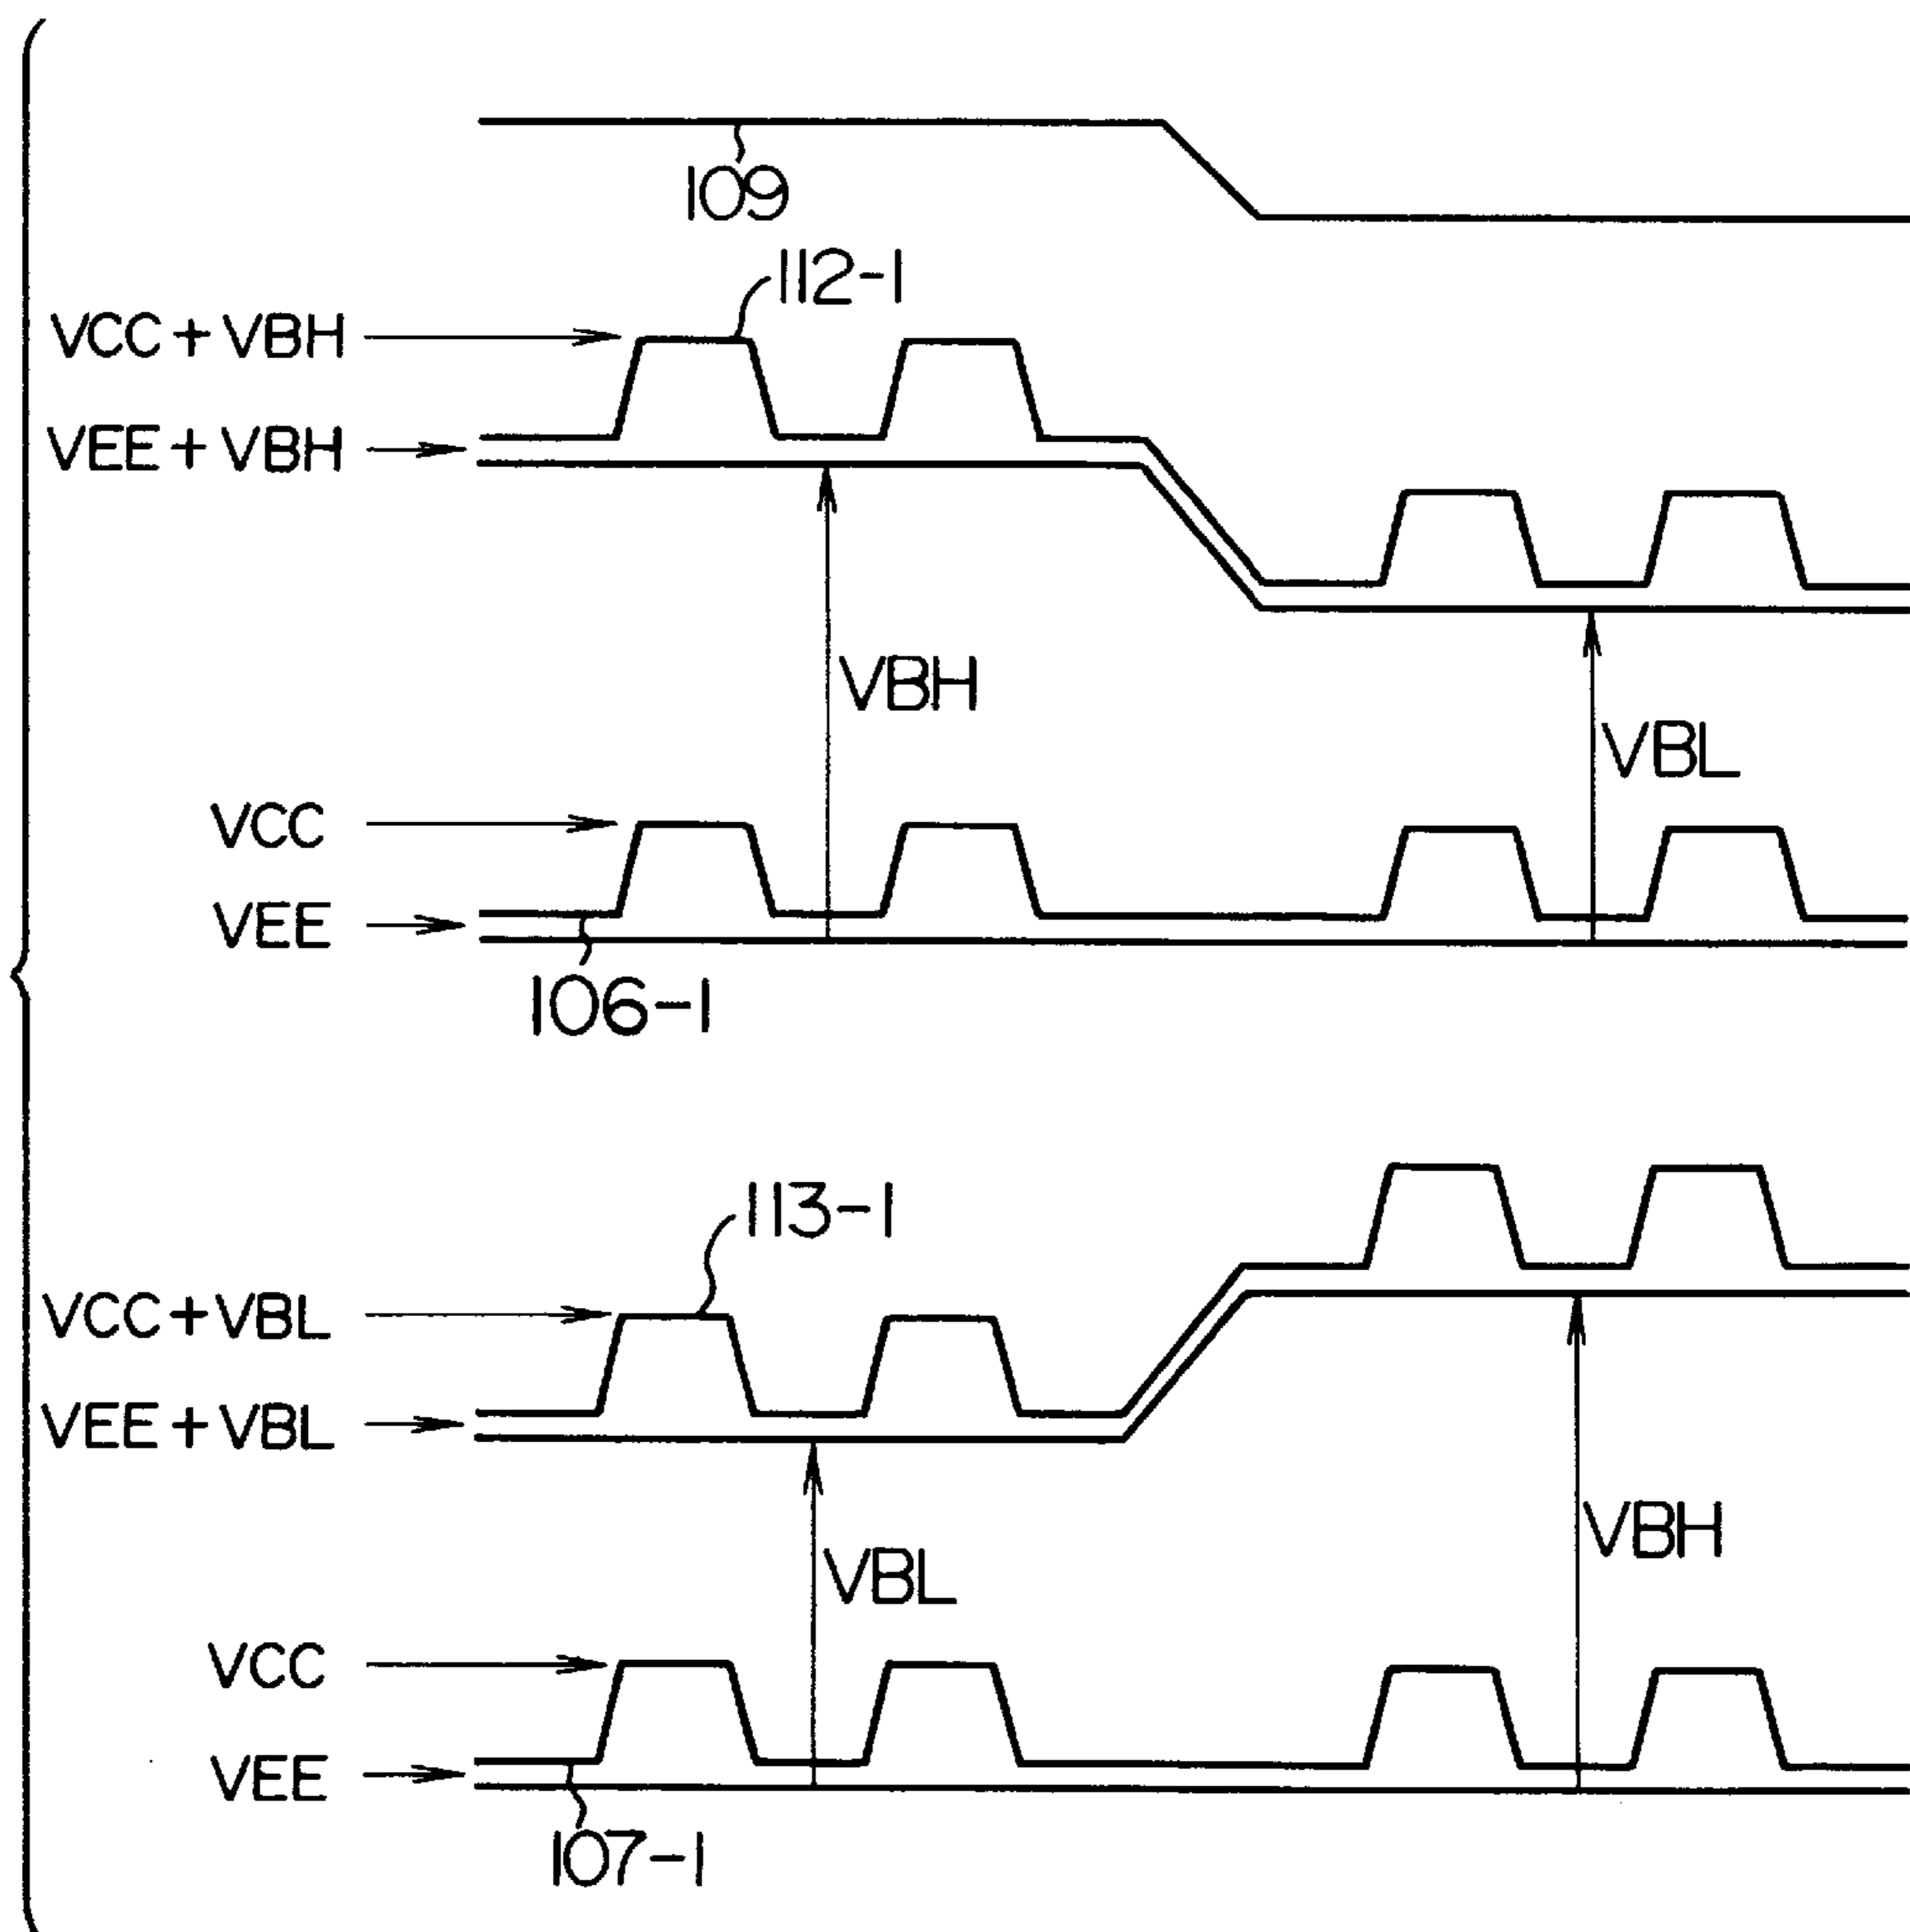 109
112-1
VCC+VBH
VEE+VBH
VBH
VBL
VCC
VEE
106-1
113-1
VCC+VBL
VEE+VBL
VBH
VBL
VCC
VEE
107-1